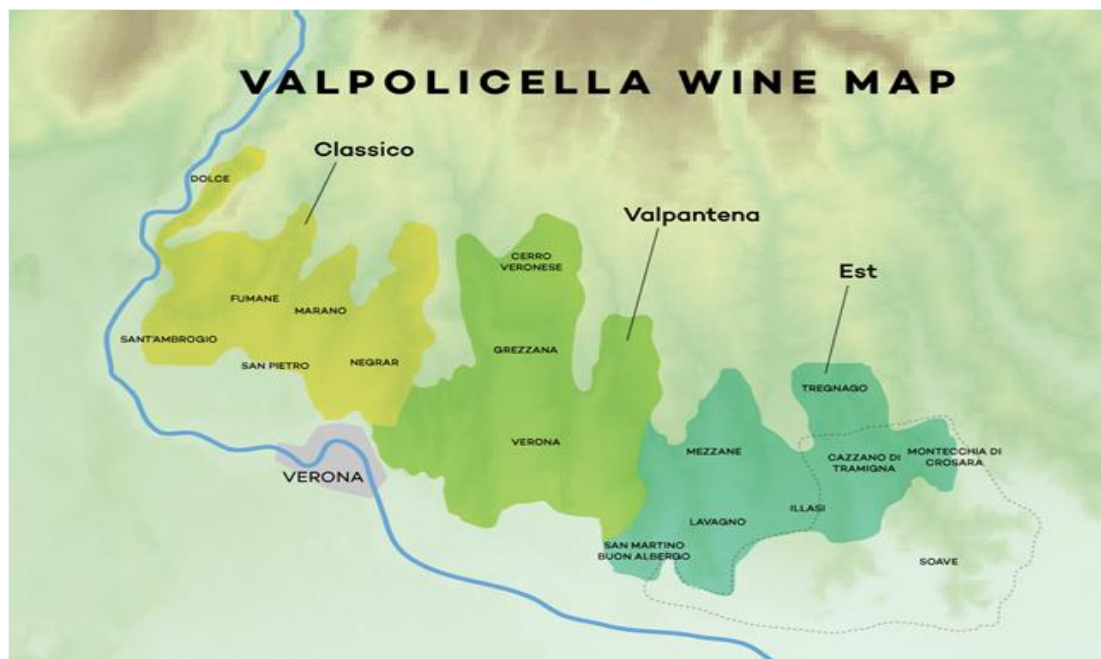 VALPOLICELLA WINE MAP
Classico
DOLCE
Valpantena
CERRO
VERONESE
Est
FUMANE
MARANO
SANT'AMBROGIO
GREZZANA
SAN PIETRO
NEGRAR
TREGNAGO
VERONA
MEZZANE
MONTECCHIA DI
CROSARA
CAZZANO DI
TRAMIGNA
VERONA
ILLASI
LAVAGNO
SAN MARTINO
BUON ALBERGO
SOAVE